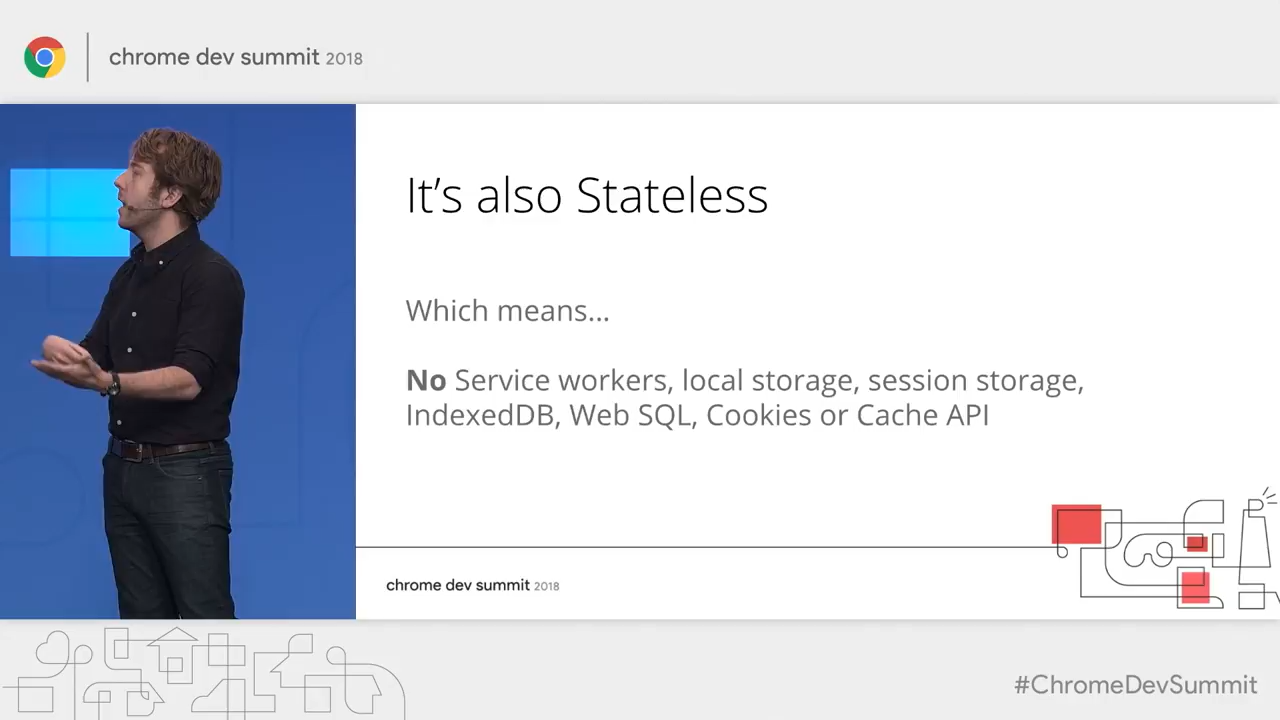 chrome dev summit 2018
It's also Stateless
Which means...
No Service workers, local storage, session storage,
IndexedDB, Web SQL, Cookies or Cache API
chrome dev summit 2018
#ChromeDevSummit